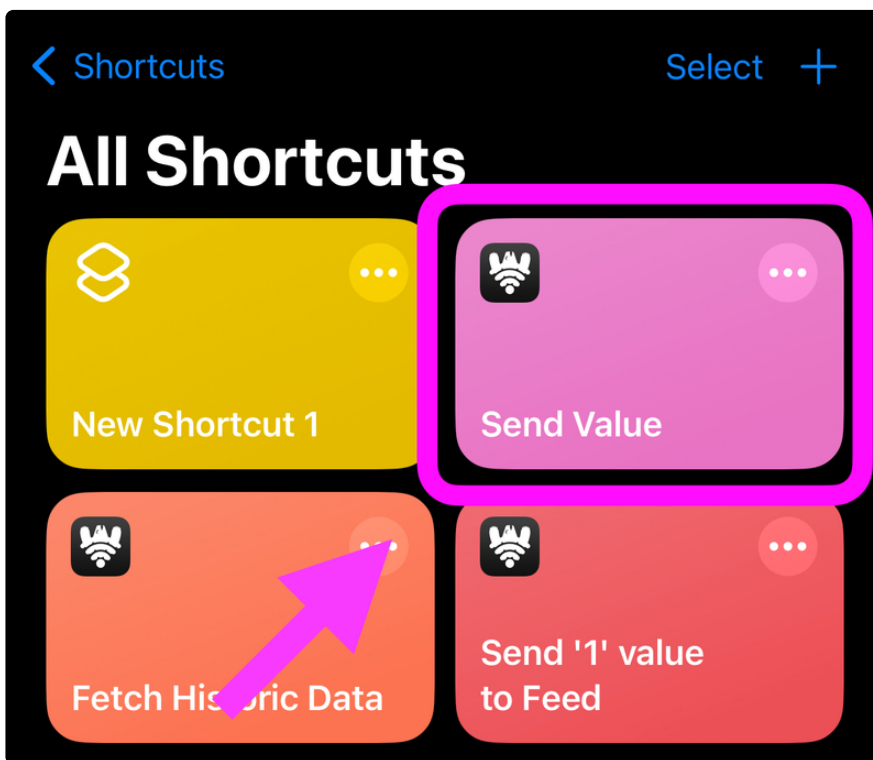 Shortcuts
Select
All Shortcuts
New Shortcut 1
Send Value
Fetch Historic Data
Send '1' value
to Feed